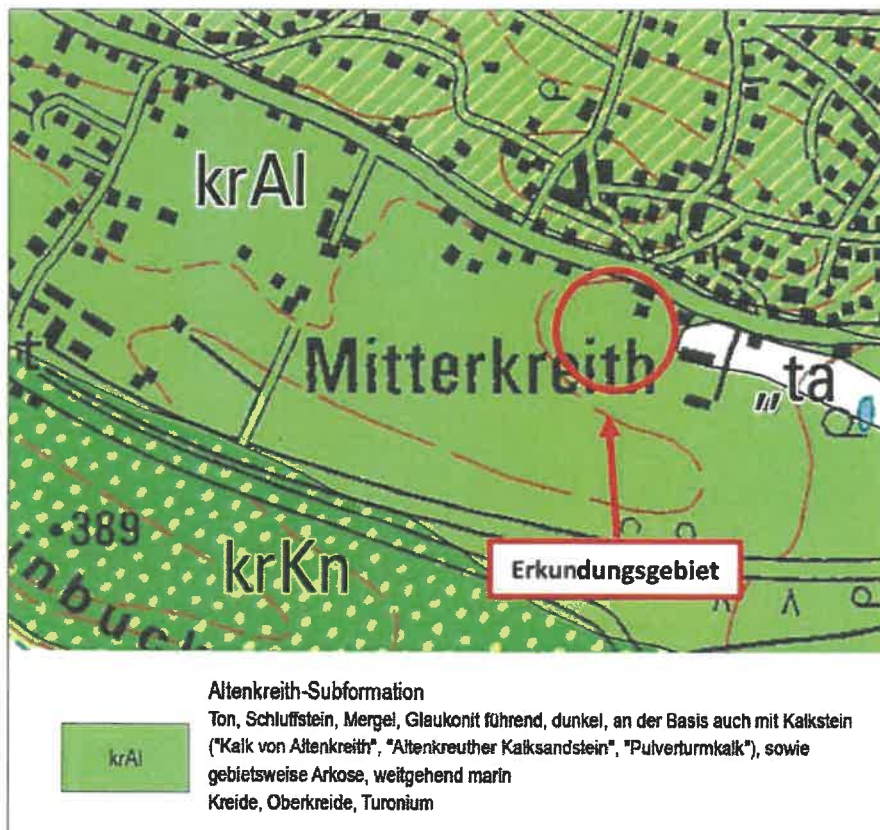 krAl
Mitterkreith
"ta
t
389
krKn
inbuch
Erkundungsgebiet
Altenkreith-Subformation
Ton, Schluffstein, Mergel, Glaukonit führend, dunkel, an der Basis auch mit Kalkstein
("Kalk von Altenkreith", "Altenkreuther Kalksandstein", "Pulverturmkalk"), sowie
gebietsweise Arkose, weitgehend marin
Kreide, Oberkreide, Turonium
krAl